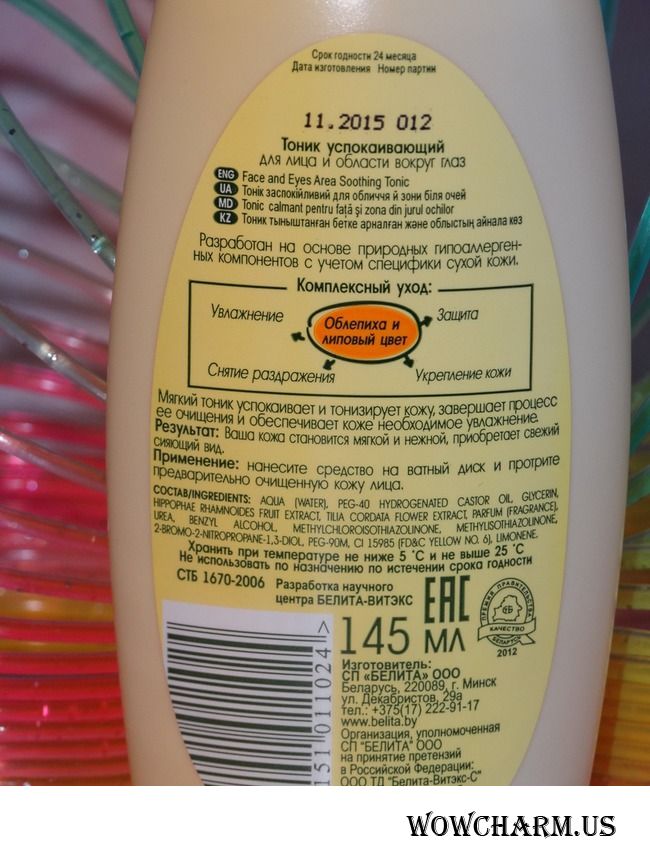 Срок годности 24 месяца
Дата изготовления Номер партии
11.2015 012
Тоник успокаивающий
для лица и области вокруг глаз
ENG Face and Eyes Area Soothing Tonic
UA Тонік заспокійливий для обличчя й зони біля очей
MD Tonic calmant pentru față și zona din jurul ochilor
KZ Тоник тыныштанған бетке арналған және облыстың айнала көз
Разработан на основе природных гипоаллерген-
ных компонентов с учетом специфики сухой кожи.
Комплексный уход:
Увлажнение
Защита
Облепиха и
липовый цвет
Снятие раздражения
Укрепление кожи
Мягкий тоник успокаивает и тонизирует кожу, завершает процесс
ее очищения и обеспечивает коже необходимое увлажнение.
Результат: Ваша кожа становится мягкой и нежной, приобретает свежий
сияющий вид.
Применение: нанесите средство на ватный диск и протрите
предварительно очищенную кожу лица.
СОСТАВ/INGREDIENTS: AQUA (WATER), PEG-40 HYDROGENATED CASTOR OIL, GLYCERIN,
HIPPOPHAE RHAMNOIDES FRUIT EXTRACT, TILIA CORDATA FLOWER EXTRACT, PARFUM (FRAGRANCE),
UREA, BENZYL ALCOHOL, METHYLCHLOROISOTHIAZOLINONE, METHYLISOTHIAZOLINONE,
2-BROMO-2-NITROPROPANE-1,3-DIOL, PEG-90M, CI 15985 (FD&C YELLOW NO. 6), LIMONENE.
Хранить при температуре не ниже 5 °С и не выше 25 °С
Не использовать по назначению по истечении срока годности
СТБ 1670-2006 Разработка научного
центра БЕЛИТА-ВИТЭКС
ЕАС
ПРЕМИЯ ПРАВИТЕЛЬСТВА
КАЧЕСТВО
БЕЛАРУСЬ
2012
145 мл
151 011024 >
Изготовитель:
СП «БЕЛИТА» ООО
Беларусь, 220089, г. Минск
ул. Декабристов, 29а
тел.: +375(17) 222-91-17
www.belita.by
Организация, уполномоченная
СП "БЕЛИТА" ООО
на принятие претензий
в Российской Федерации:
ООО ТД "Белита-Витэкс-С"
WOWCHARM.US